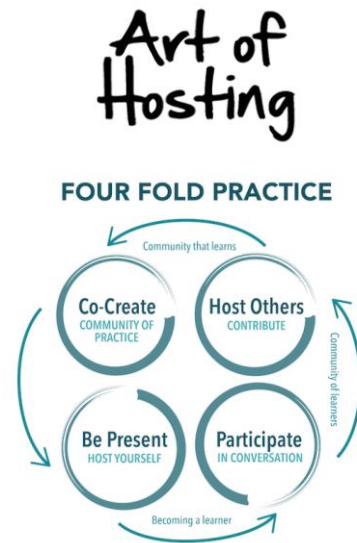 Art of
Hosting
FOUR FOLD PRACTICE
Community that learns
Co-Create
COMMUNITY OF
PRACTICE
Host Others
CONTRIBUTE
Community of learners
Be Present
HOST YOURSELF
Participate
IN CONVERSATION
Becoming a learner